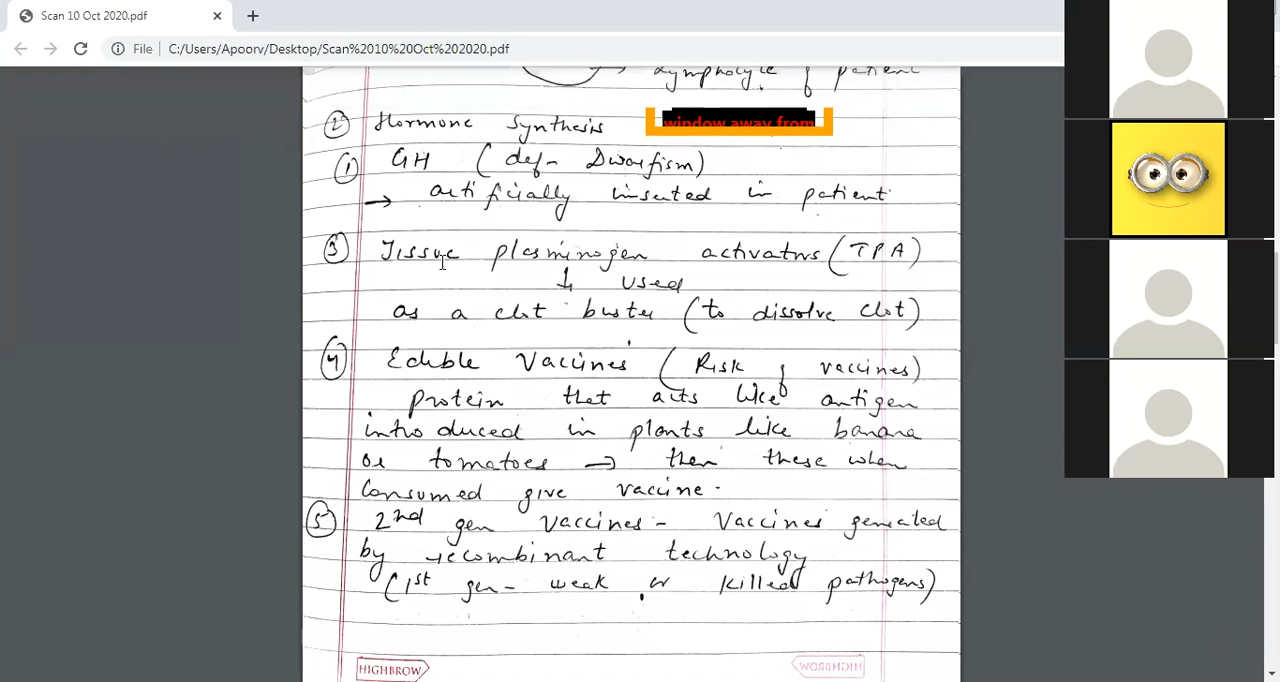 Scan 10 Oct 2020.pdf
File C:/Users/Apoorv/Desktop/Scan%2010%20Oct%202020.pdf
Lymphocyte of patient
② Hormone Synthesis
window away from
① GH (def- Dwarfism)
→ artificially inserted in patient
③ Tissue plasminogen activators (TPA)
↓ used
as a clot buster (to dissolve clot)
④ Eduble Vaccines (Risk of vaccines)
protein that acts like antigen
introduced in plants like banana
or tomatoes → then these when
Consumed give vaccine.
⑤ 2nd gen Vaccines - Vaccines generated
by recombinant technology
(1st gen- weak or killed pathogens)
HIGHBROW
HIGHBROW